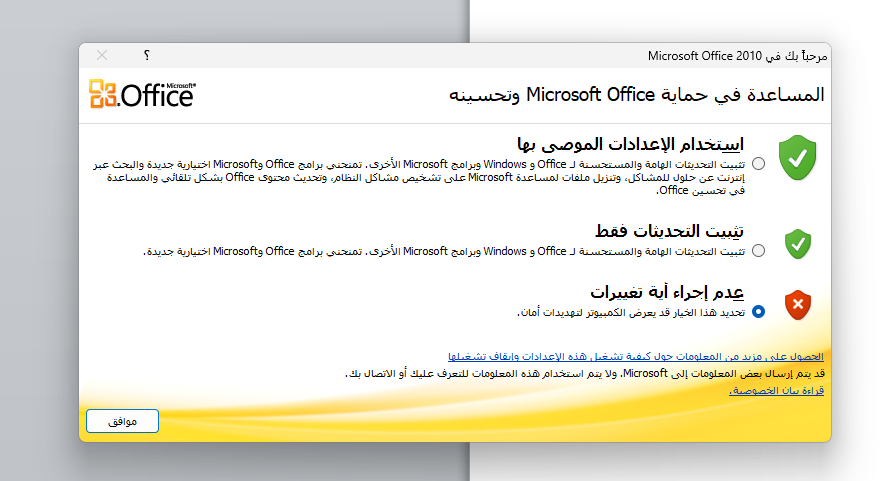 مرحباً بك في Microsoft Office 2010
؟
المساعدة في حماية Microsoft Office وتحسينه
Microsoft®
Office
استخدام الإعدادات الموصى بها
تثبيت التحديثات الهامة والمستحسنة لـ Office و Windows وبرامج Microsoft الأخرى. تمنحني برامج Office وMicrosoft اختيارية جديدة والبحث عبر
إنترنت عن حلول للمشاكل، وتنزيل ملفات لمساعدة Microsoft على تشخيص مشاكل النظام، وتحديث محتوى Office بشكل تلقائي والمساعدة
في تحسين Office.
تثبيت التحديثات فقط
تثبيت التحديثات الهامة والمستحسنة لـ Office و Windows وبرامج Microsoft الأخرى. تمنحني برامج Office وMicrosoft اختيارية جديدة.
عدم إجراء أية تغييرات
تحديد هذا الخيار قد يعرض الكمبيوتر لتهديدات أمان.
الحصول على مزيد من المعلومات حول كيفية تشغيل هذه الإعدادات وإيقاف تشغيلها
قد يتم إرسال بعض المعلومات إلى Microsoft. ولا يتم استخدام هذه المعلومات للتعرف عليك أو الاتصال بك.
قراءة بيان الخصوصية.
موافق